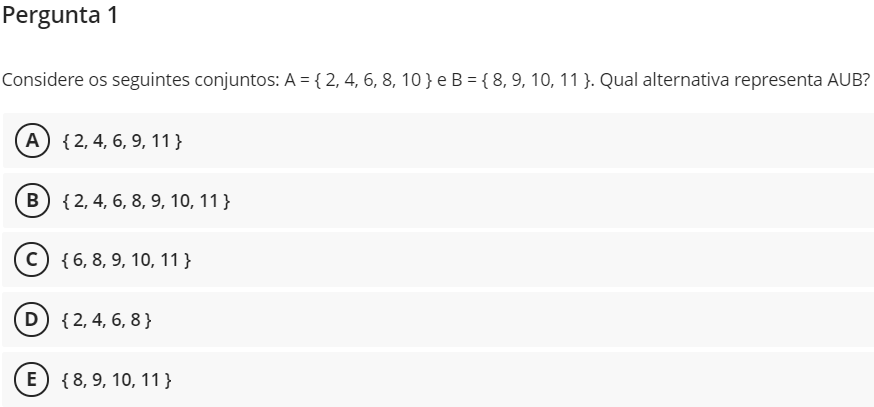 Pergunta 1
Considere os seguintes conjuntos: A = { 2, 4, 6, 8, 10 } e B = { 8, 9, 10, 11 }. Qual alternativa representa AUB?
A { 2, 4, 6, 9, 11 }
B { 2, 4, 6, 8, 9, 10, 11 }
C { 6, 8, 9, 10, 11 }
D { 2, 4, 6, 8 }
E { 8, 9, 10, 11 }